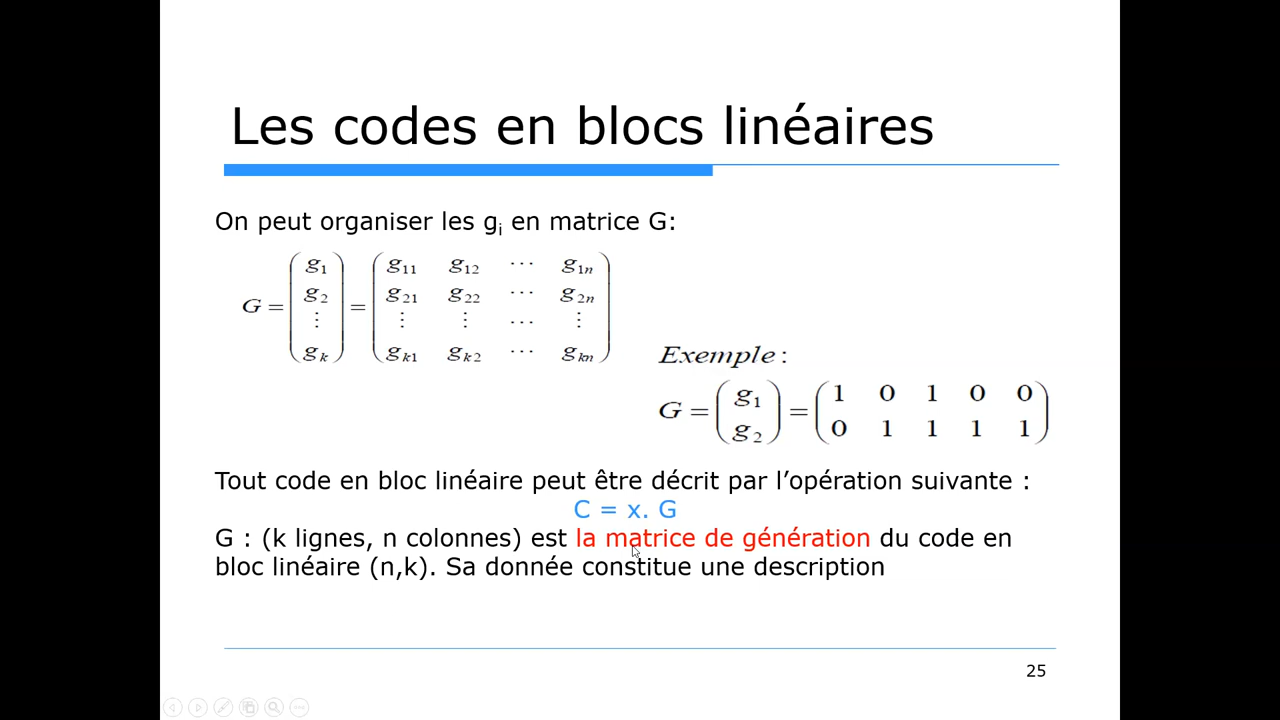 Les codes en blocs linéaires
On peut organiser les gᵢ en matrice G:
G = ( g₁ g₂ ⋮ gₖ ) = ( g₁₁ g₁₂ ⋯ g₁ₙ
g₂₁ g₂₂ ⋯ g₂ₙ
⋮ ⋮ ⋯ ⋮
gₖ₁ gₖ₂ ⋯ gₖₙ )
Exemple :
G = ( g₁ g₂ ) = ( 1 0 1 0 0
0 1 1 1 1 )
Tout code en bloc linéaire peut être décrit par l’opération suivante :
C = x. G
G : (k lignes, n colonnes) est la matrice de génération du code en
bloc linéaire (n,k). Sa donnée constitue une description
25